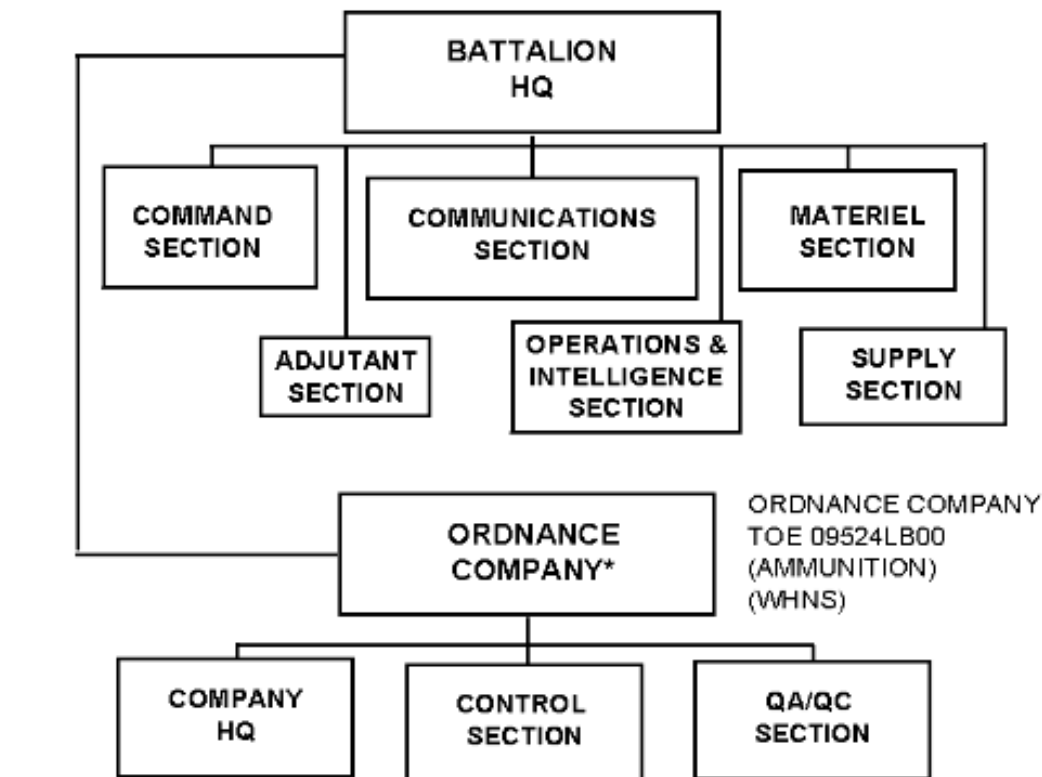 BATTALION
HQ
COMMAND
SECTION
COMMUNICATIONS
SECTION
MATERIEL
SECTION
ADJUTANT
SECTION
OPERATIONS &
INTELLIGENCE
SECTION
SUPPLY
SECTION
ORDNANCE
COMPANY*
ORDNANCE COMPANY
TOE 09524LB00
(AMMUNITION)
(WHNS)
COMPANY
HQ
CONTROL
SECTION
QA/QC
SECTION